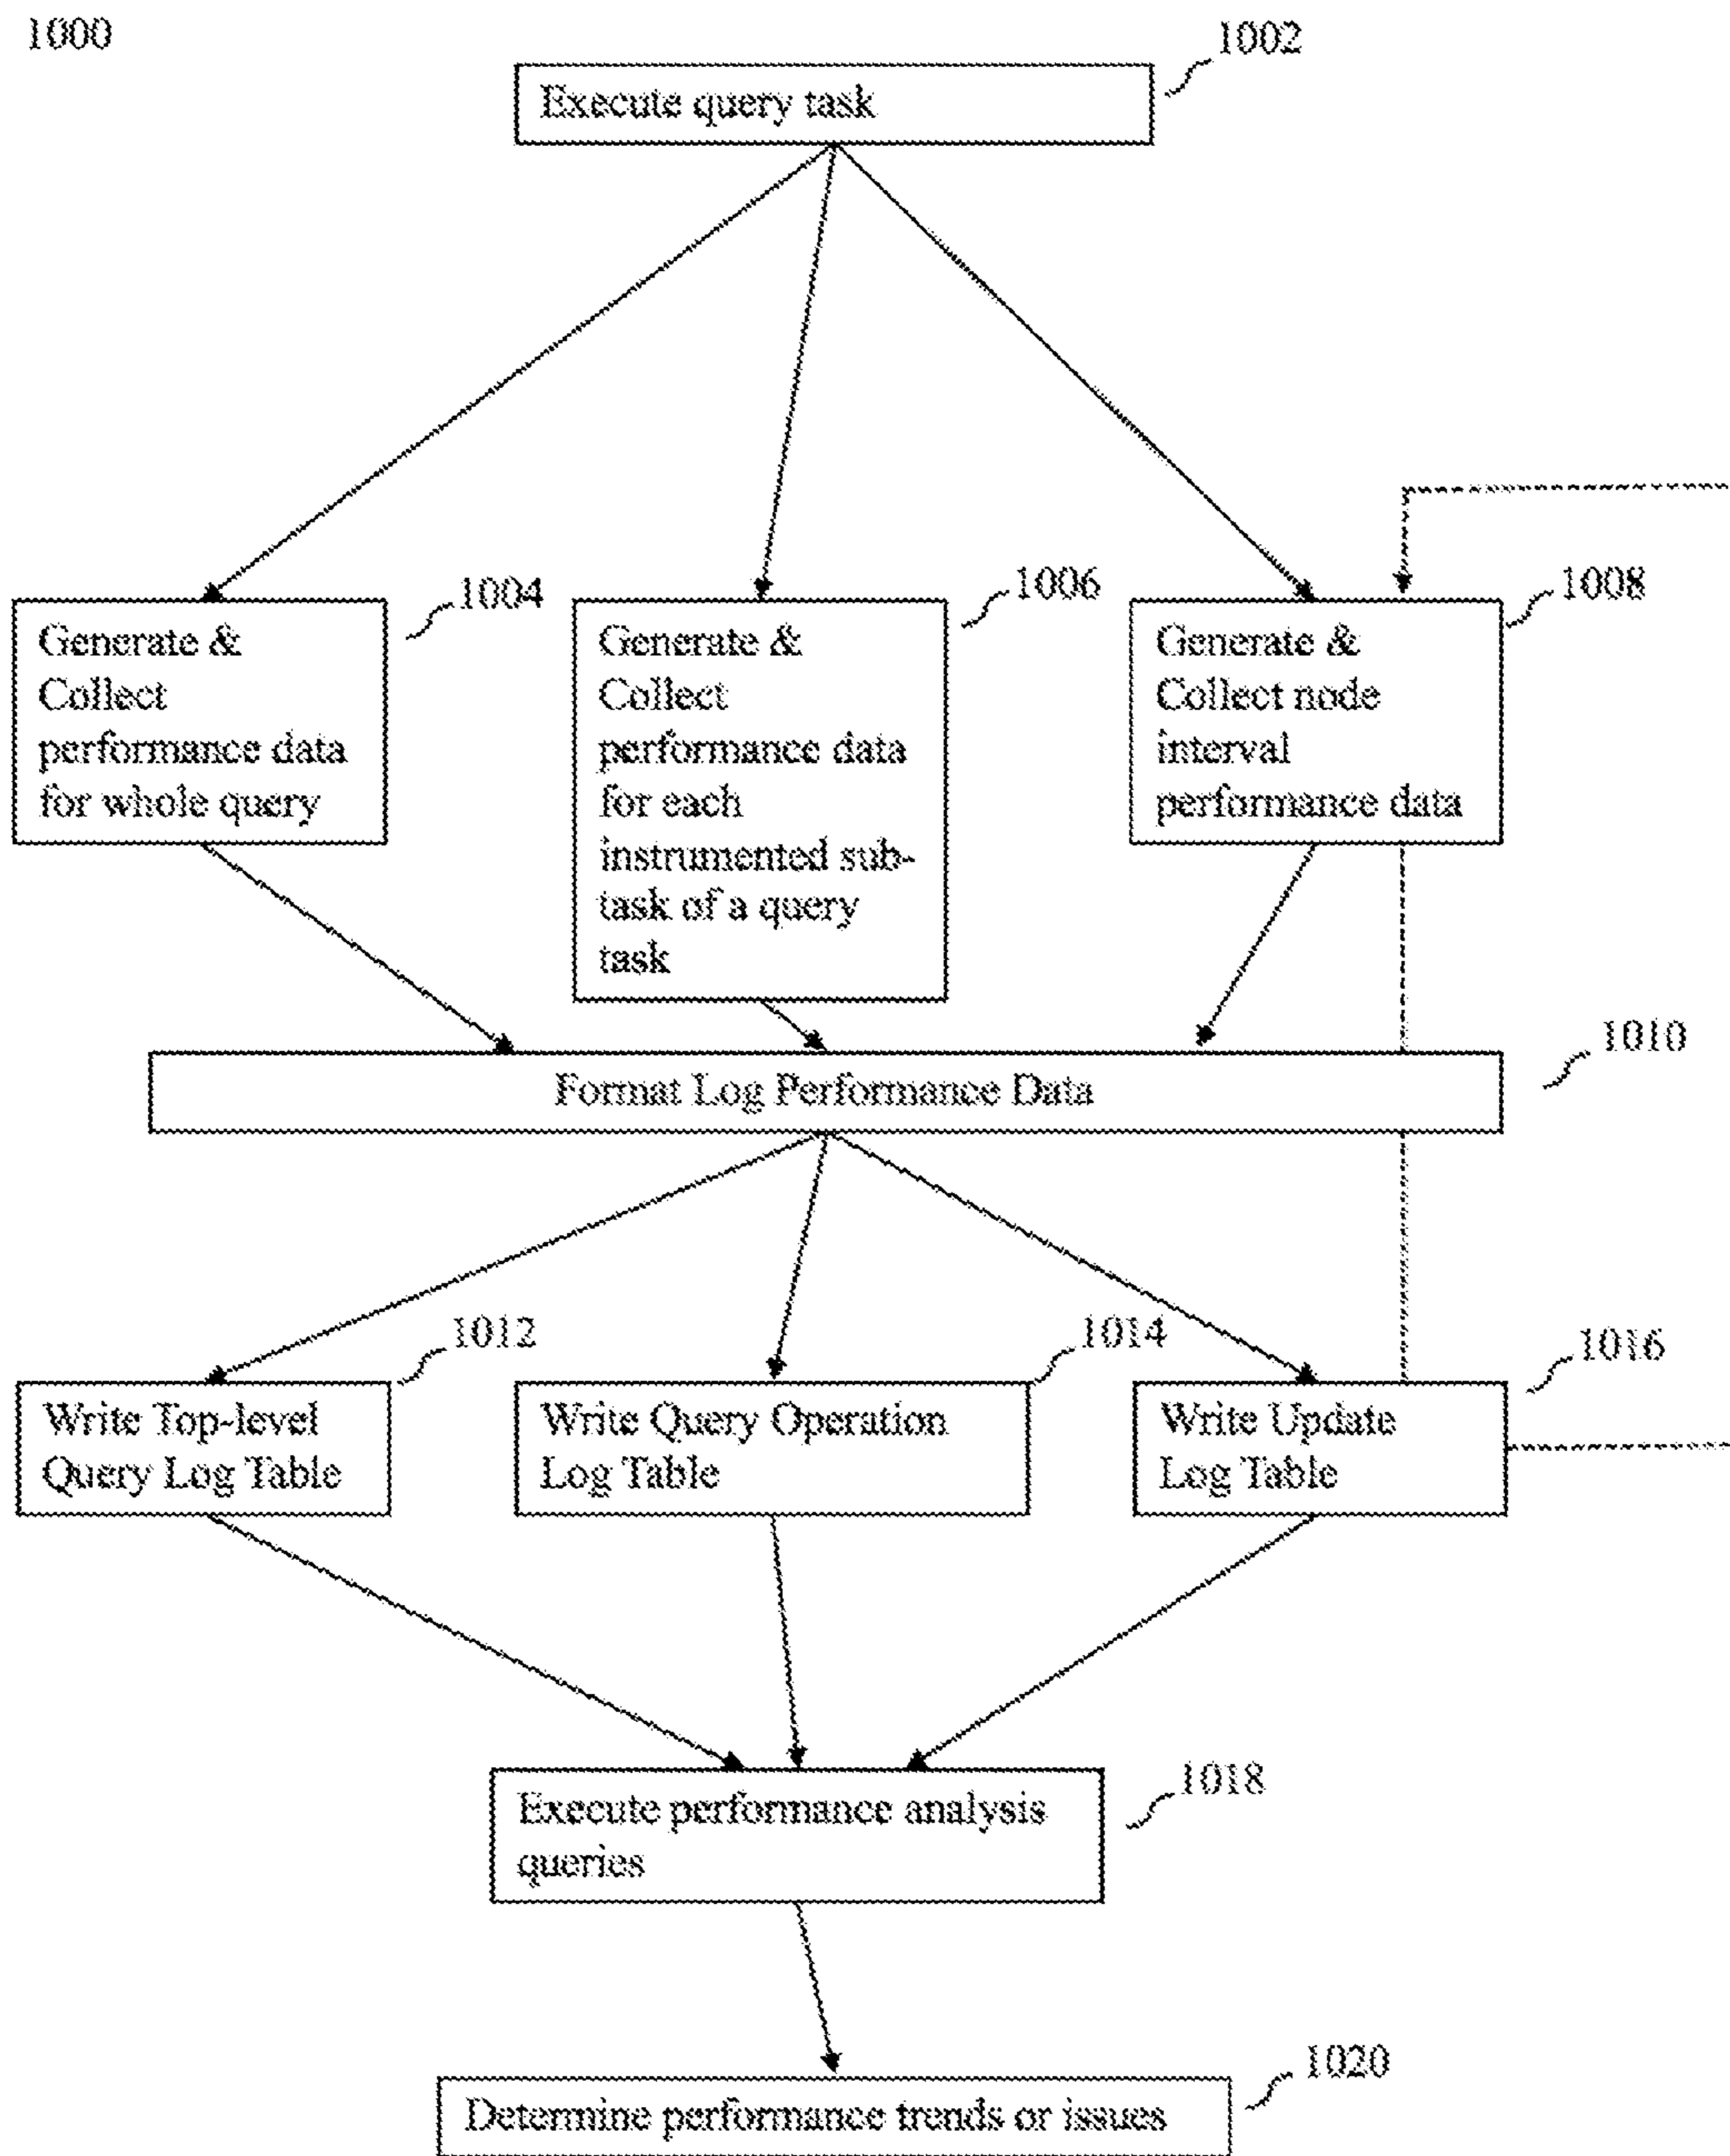 1000
1002
Execute query task
1004
Generate &
Collect
performance data
for whole query
1006
Generate &
Collect
performance data
for each
instrumented sub-
task of a query
task
1008
Generate &
Collect node
interval
performance data
1010
Format Log Performance Data
1012
Write Top-level
Query Log Table
1014
Write Query Operation
Log Table
1016
Write Update
Log Table
1018
Execute performance analysis
queries
1020
Determine performance trends or issues